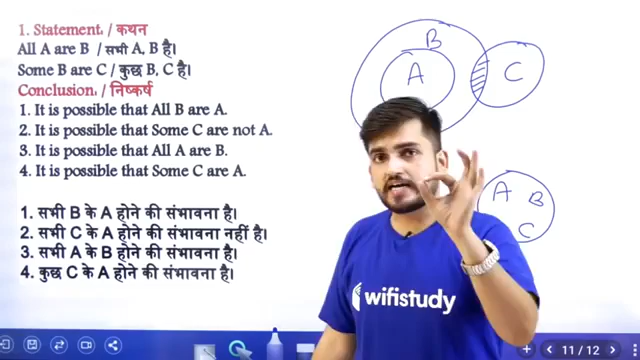 1. Statement / कथन
All A are B / सभी A, B है।
Some B are C / कुछ B, C है।
Conclusion / निष्कर्ष
1. It is possible that All B are A.
2. It is possible that Some C are not A.
3. It is possible that All A are B.
4. It is possible that Some C are A.
1. सभी B के A होने की संभावना है।
2. सभी C के A होने की संभावना नहीं है।
3. सभी A के B होने की संभावना है।
4. कुछ C के A होने की संभावना है।
B
A
C
A B
C
wifistudy
11 / 12